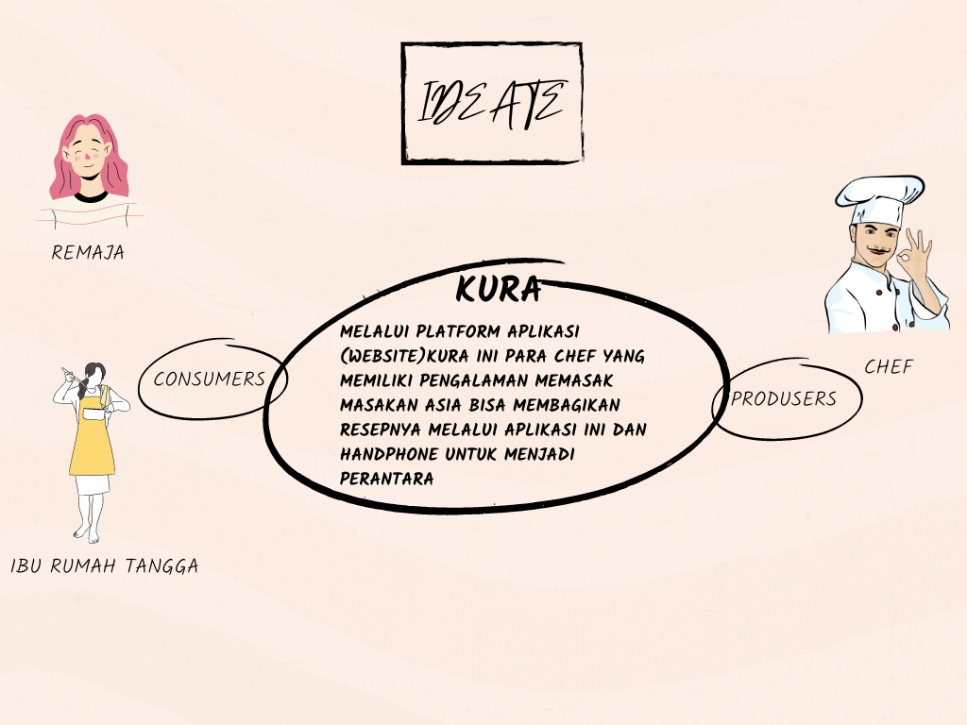 IDEATE
REMAJA
KURA
MELALUI PLATFORM APLIKASI
(WEBSITE)KURA INI PARA CHEF YANG
MEMILIKI PENGALAMAN MEMASAK
MASAKAN ASIA BISA MEMBAGIKAN
RESEPNYA MELALUI APLIKASI INI DAN
HANDPHONE UNTUK MENJADI
PERANTARA
CONSUMERS
PRODUSERS
CHEF
IBU RUMAH TANGGA